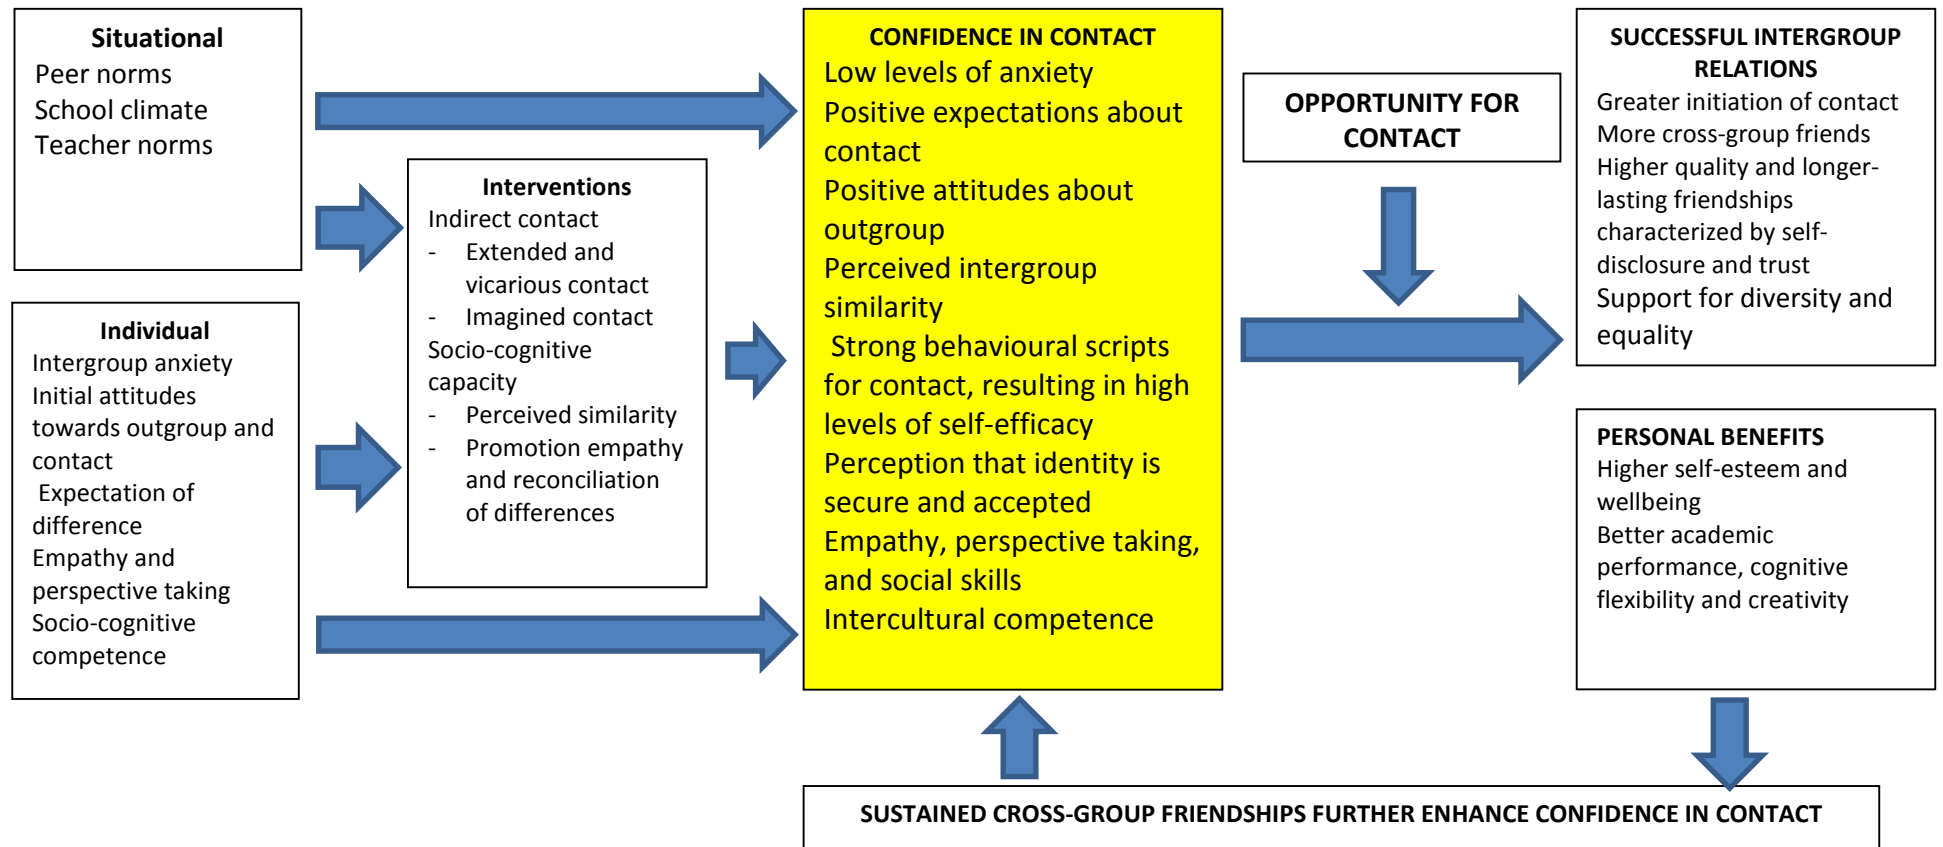 Situational
Peer norms
School climate
Teacher norms
Individual
Intergroup anxiety
Initial attitudes
towards outgroup and
contact
Expectation of
difference
Empathy and
perspective taking
Socio-cognitive
competence
Interventions
Indirect contact
- Extended and
vicarious contact
- Imagined contact
Socio-cognitive
capacity
- Perceived similarity
- Promotion empathy
and reconciliation
of differences
CONFIDENCE IN CONTACT
Low levels of anxiety
Positive expectations about
contact
Positive attitudes about
outgroup
Perceived intergroup
similarity
Strong behavioural scripts
for contact, resulting in high
levels of self-efficacy
Perception that identity is
secure and accepted
Empathy, perspective taking,
and social skills
Intercultural competence
OPPORTUNITY FOR
CONTACT
SUCCESSFUL INTERGROUP
RELATIONS
Greater initiation of contact
More cross-group friends
Higher quality and longer-
lasting friendships
characterized by self-
disclosure and trust
Support for diversity and
equality
PERSONAL BENEFITS
Higher self-esteem and
wellbeing
Better academic
performance, cognitive
flexibility and creativity
SUSTAINED CROSS-GROUP FRIENDSHIPS FURTHER ENHANCE CONFIDENCE IN CONTACT